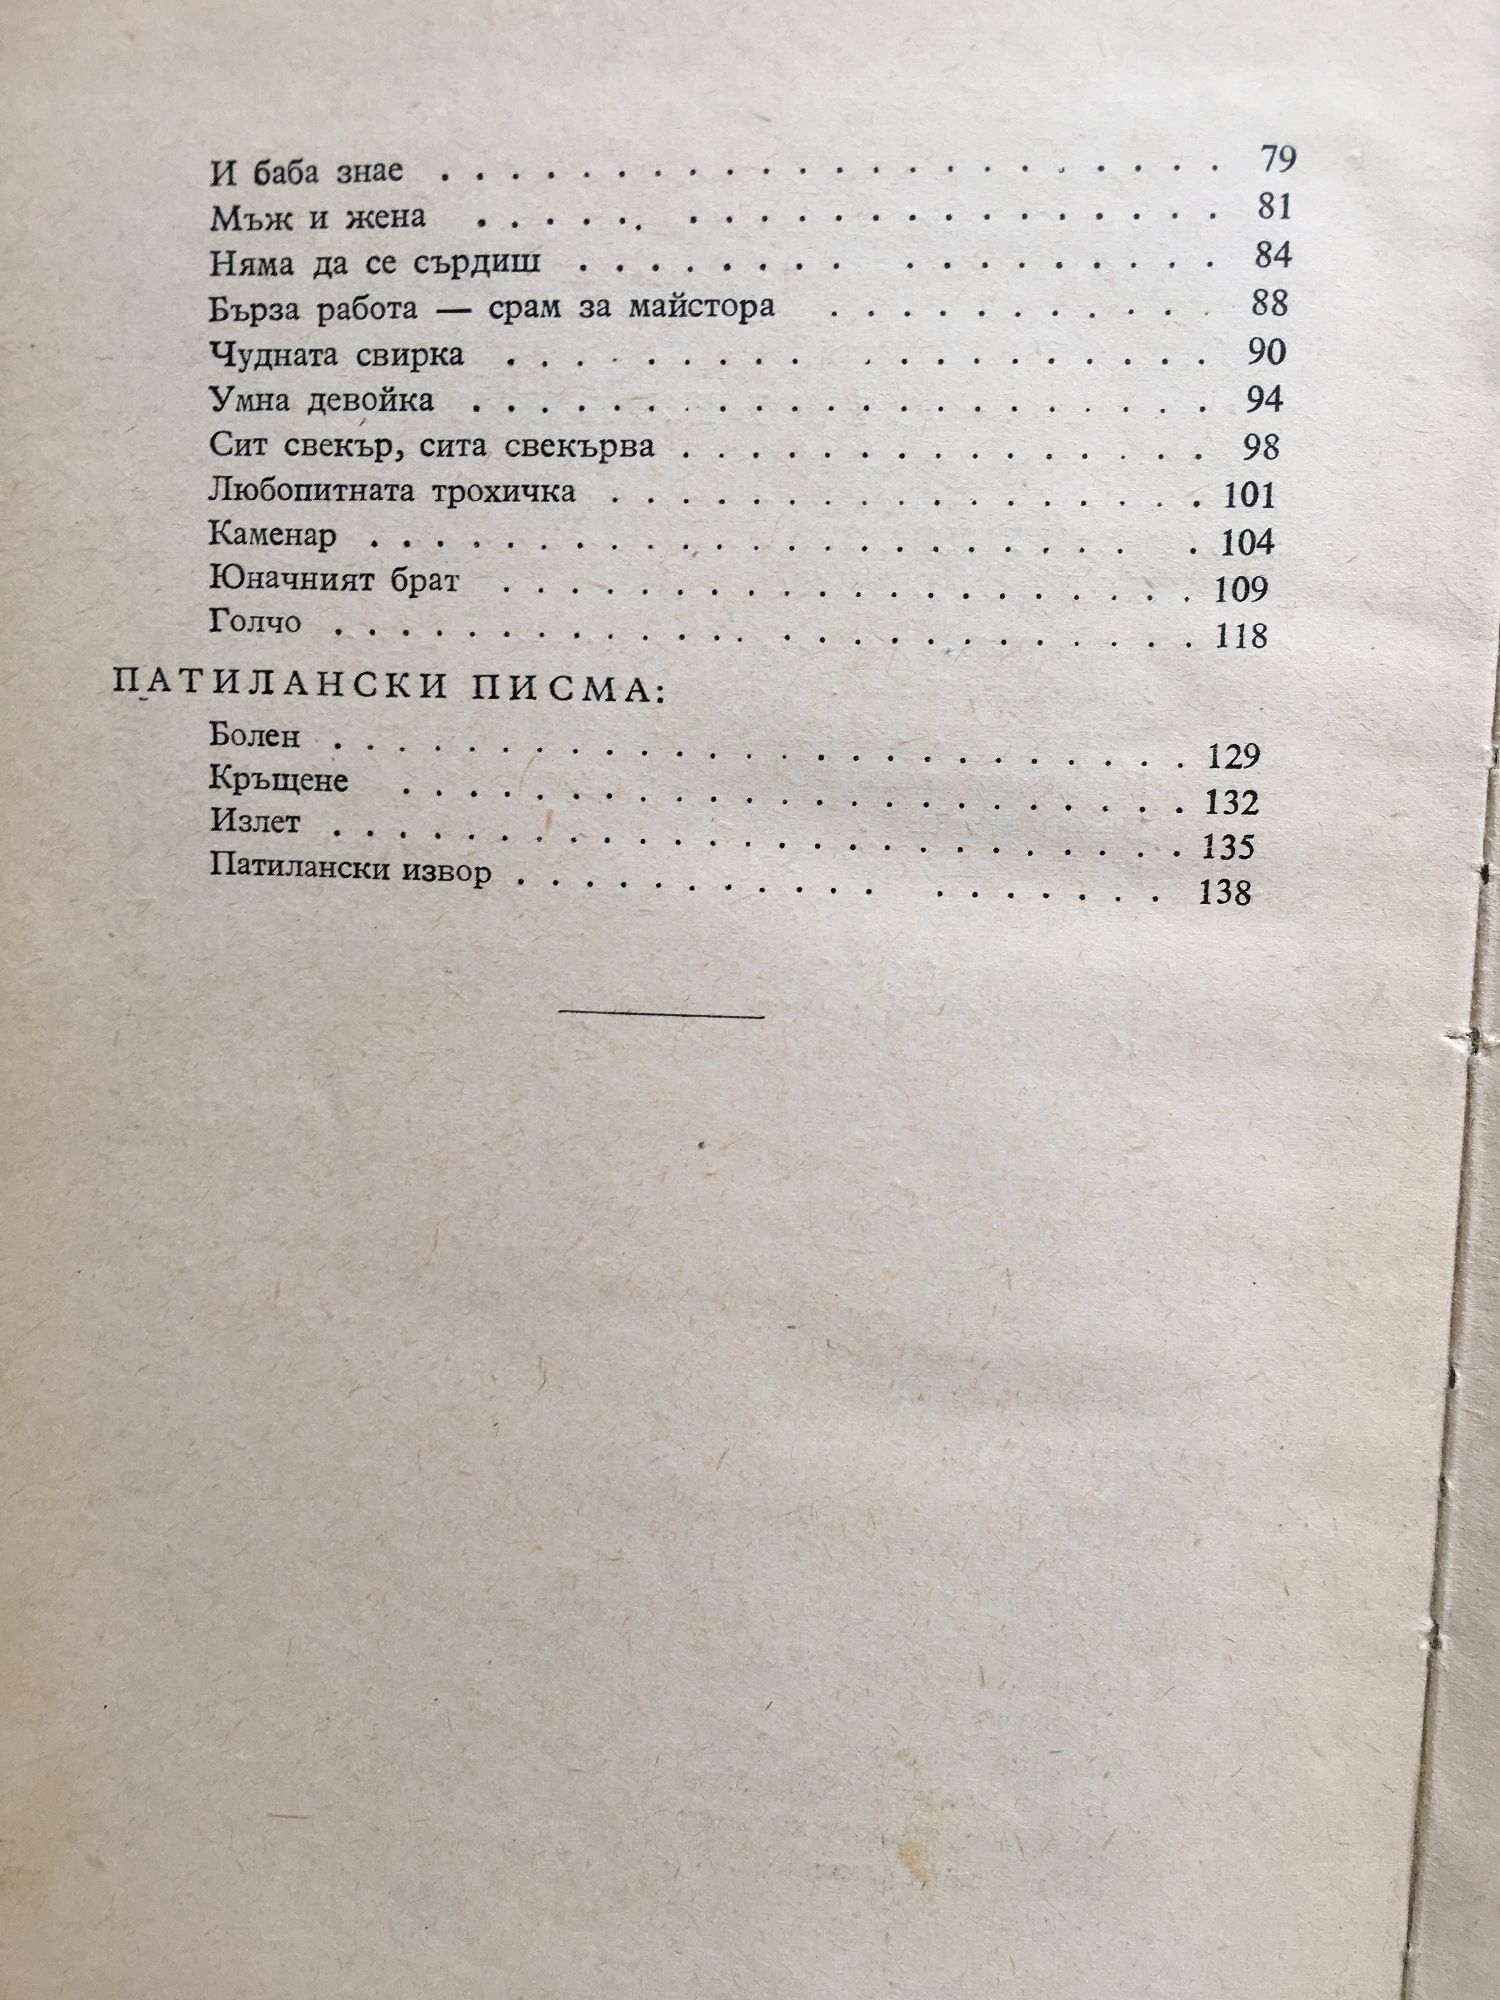 И баба знае . . . . . . . . . . . . . . . . . . . . . . 79
Мъж и жена . . . . . . . . . . . . . . . . . . . . 81
Няма да се сърдиш . . . . . . . . . . . . . . . . . 84
Бърза работа — срам за майстора . . . . . . . . . . . 88
Чудната свирка . . . . . . . . . . . . . . . . . . . 90
Умна девойка . . . . . . . . . . . . . . . . . . . . . 94
Сит свекър, сита свекърва . . . . . . . . . . . . . . . 98
Любопитната трохичка . . . . . . . . . . . . . . . . . 101
Каменар . . . . . . . . . . . . . . . . . . . . . . . 104
Юначният брат . . . . . . . . . . . . . . . . . . . . 109
Голчо . . . . . . . . . . . . . . . . . . . . . . . . . 118
ПАТИЛАНСКИ ПИСМА:
Болен . . . . . . . . . . . . . . . . . . . . . . . . . 129
Кръщене . . . . . . . . . . . . . . . . . . . . . . . 132
Излет . . . . . . . . . . . . . . . . . . . . . . . . . 135
Патилански извор . . . . . . . . . . . . . . . . . . 138